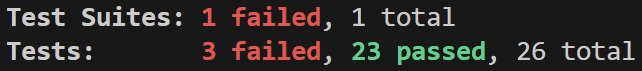 Test Suites: 1 failed, 1 total
Tests:       3 failed, 23 passed, 26 total